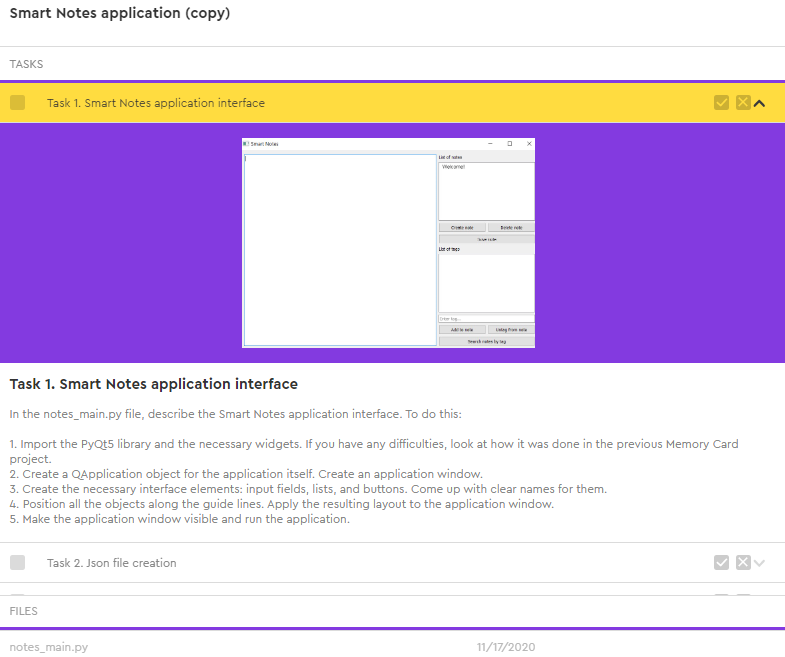 Smart Notes application (copy)
TASKS
Task 1. Smart Notes application interface
Smart Notes
List of notes
Welcome!
Create note
Delete note
Save note
List of tags
Enter tag...
Add to note
Untag from note
Search notes by tag
Task 1. Smart Notes application interface
In the notes_main.py file, describe the Smart Notes application interface. To do this:
1. Import the PyQt5 library and the necessary widgets. If you have any difficulties, look at how it was done in the previous Memory Card
project.
2. Create a QApplication object for the application itself. Create an application window.
3. Create the necessary interface elements: input fields, lists, and buttons. Come up with clear names for them.
4. Position all the objects along the guide lines. Apply the resulting layout to the application window.
5. Make the application window visible and run the application.
Task 2. Json file creation
FILES
notes_main.py
11/17/2020